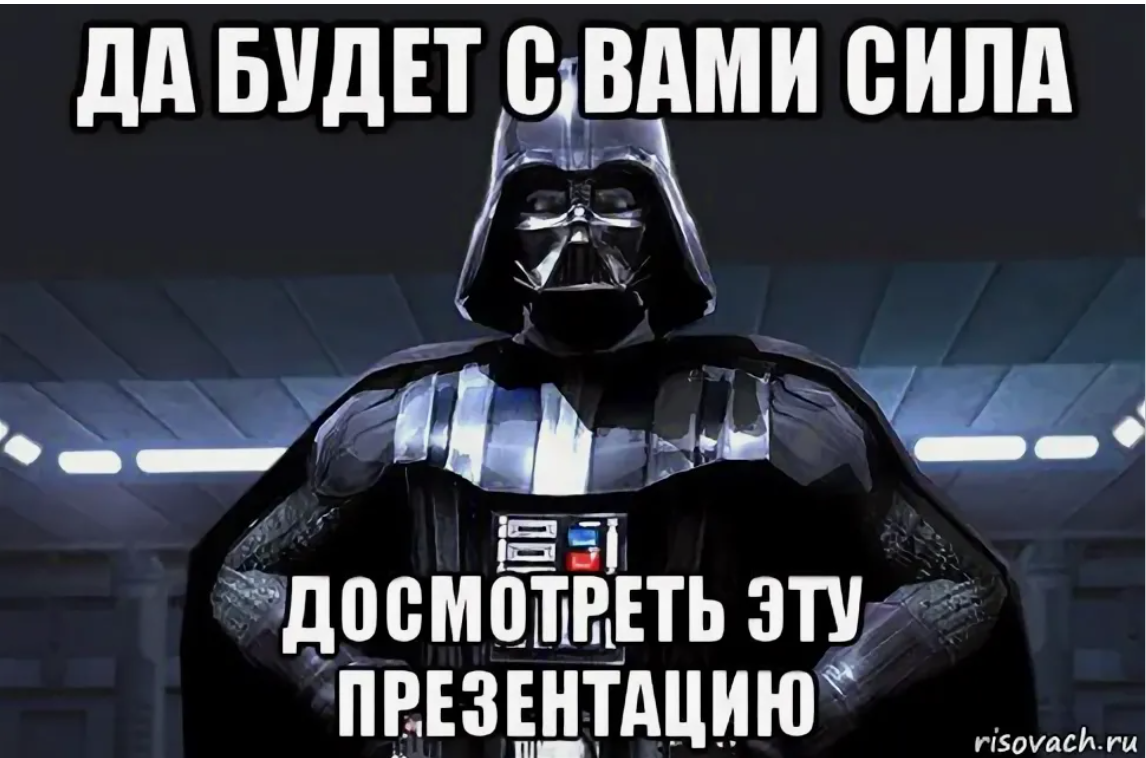 ДА БУДЕТ С ВАМИ СИЛА
ДОСМОТРЕТЬ ЭТУ
ПРЕЗЕНТАЦИЮ
risovach.ru